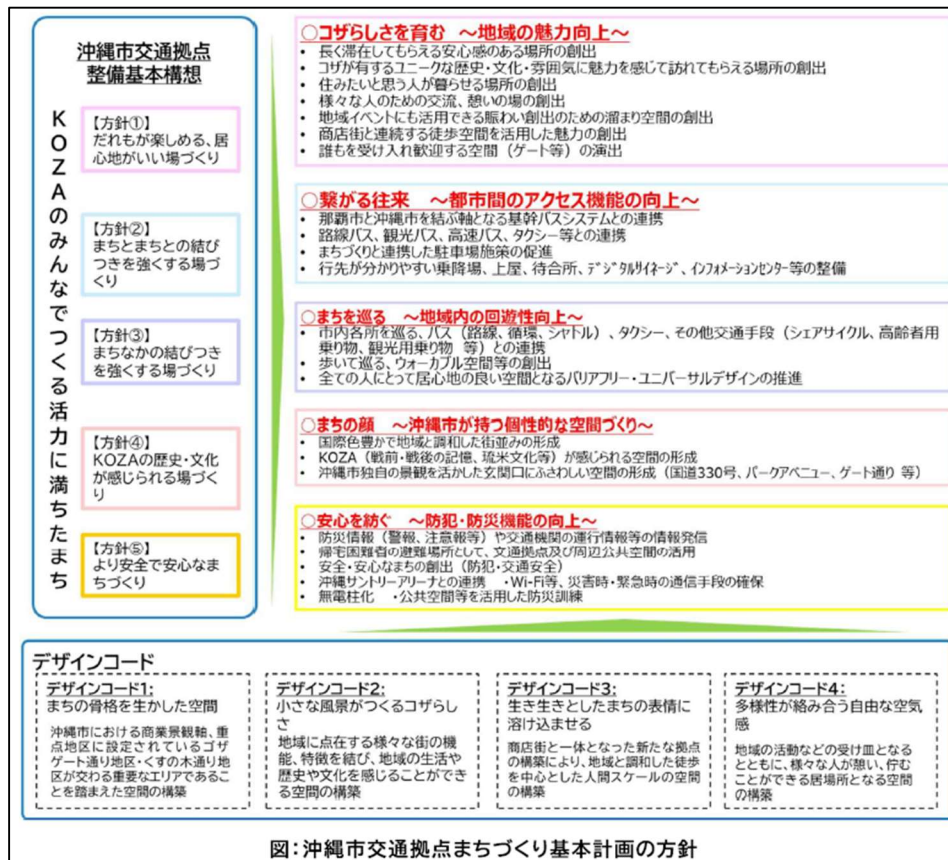 沖縄市交通拠点
整備基本構想
KOZAのみんなでつくる活力に満ちたまち
【方針①】
だれもが楽しめる、居
心地がいい場づくり
【方針②】
まちとまちとの結び
つきを強くする場づ
くり
【方針③】
まちなかの結びつき
を強くする場づくり
【方針④】
KOZAの歴史・文化
が感じられる場づく
り
【方針⑤】
より安全で安心なま
ちづくり
○コザらしさを育む ～地域の魅力向上～
• 長く滞在してもらえる安心感のある場所の創出
• コザが有するユニークな歴史・文化・雰囲気に魅力を感じて訪れてもらえる場所の創出
• 住みたいと思う人が暮らせる場所の創出
• 様々な人のための交流、憩いの場の創出
• 地域イベントにも活用できる賑わい創出のための溜まり空間の創出
• 商店街と連続する徒歩空間を活用した魅力の創出
• 誰もを受け入れ歓迎する空間（ゲート等）の演出
○繋がる往来 ～都市間のアクセス機能の向上～
• 那覇市と沖縄市を結ぶ軸となる基幹バスシステムとの連携
• 路線バス、観光バス、高速バス、タクシー等との連携
• まちづくりと連携した駐車場施策の促進
• 行先が分かりやすい乗降場、上屋、待合所、デジタルサイネージ、インフォメーションセンター等の整備
○まちを巡る ～地域内の回遊性向上～
• 市内各所を巡る、バス（路線、循環、シャトル）、タクシー、その他交通手段（シェアサイクル、高齢者用
乗り物、観光用乗り物 等）との連携
• 歩いて巡る、ウォーカブル空間等の創出
• 全ての人にとって居心地の良い空間となるバリアフリー・ユニバーサルデザインの推進
○まちの顔 ～沖縄市が持つ個性的な空間づくり～
• 国際色豊かで地域と調和した街並みの形成
• KOZA（戦前・戦後の記憶、琉米文化等）が感じられる空間の形成
• 沖縄市独自の景観を活かした玄関口にふさわしい空間の形成（国道330号、パークアベニュー、ゲート通り 等）
○安心を紡ぐ ～防犯・防災機能の向上～
• 防災情報（警報、注意報等）や交通機関の運行情報等の情報発信
• 帰宅困難者の避難場所として、交通拠点及び周辺公共空間の活用
• 安全・安心なまちの創出（防犯・交通安全）
• 沖縄サントリーアリーナとの連携 ・Wi-Fi等、災害時・緊急時の通信手段の確保
• 無電柱化 ・公共空間等を活用した防災訓練
デザインコード
デザインコード1:
まちの骨格を生かした空間
沖縄市における商業景観軸、重
点地区に設定されているゴザ
ゲート通り地区・くすの木通り地
区が交わる重要なエリアであるこ
とを踏まえた空間の構築
デザインコード2:
小さな風景がつくるコザらし
さ
地域に点在する様々な街の機
能、特徴を結び、地域の生活や
歴史や文化を感じることができ
る空間の構築
デザインコード3:
生き生きとしたまちの表情に
溶け込ませる
商店街と一体となった新たな拠点
の構築により、地域と調和した徒歩
を中心とした人間スケールの空間
の構築
デザインコード4:
多様性が絡み合う自由な空気
感
地域の活動などの受け皿となる
とともに、様々な人が憩い、佇む
ことができる居場所となる空間
の構築
図：沖縄市交通拠点まちづくり基本計画の方針